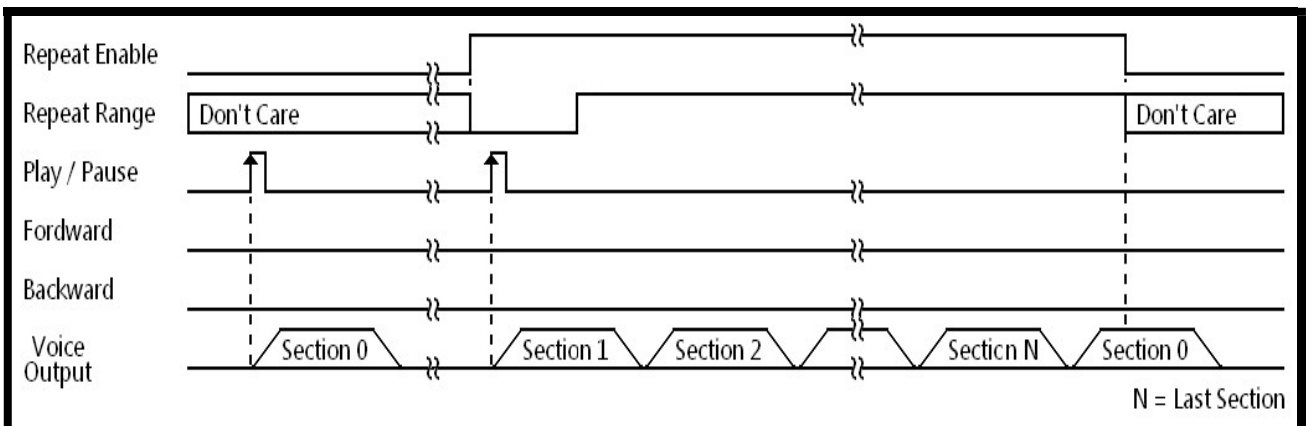 Repeat Enable
Repeat Range
Don't Care
Don't Care
Play / Pause
Fordward
Backward
Voice
Output
Section 0
Section 1
Section 2
Secticn N
Section 0
N = Last Section